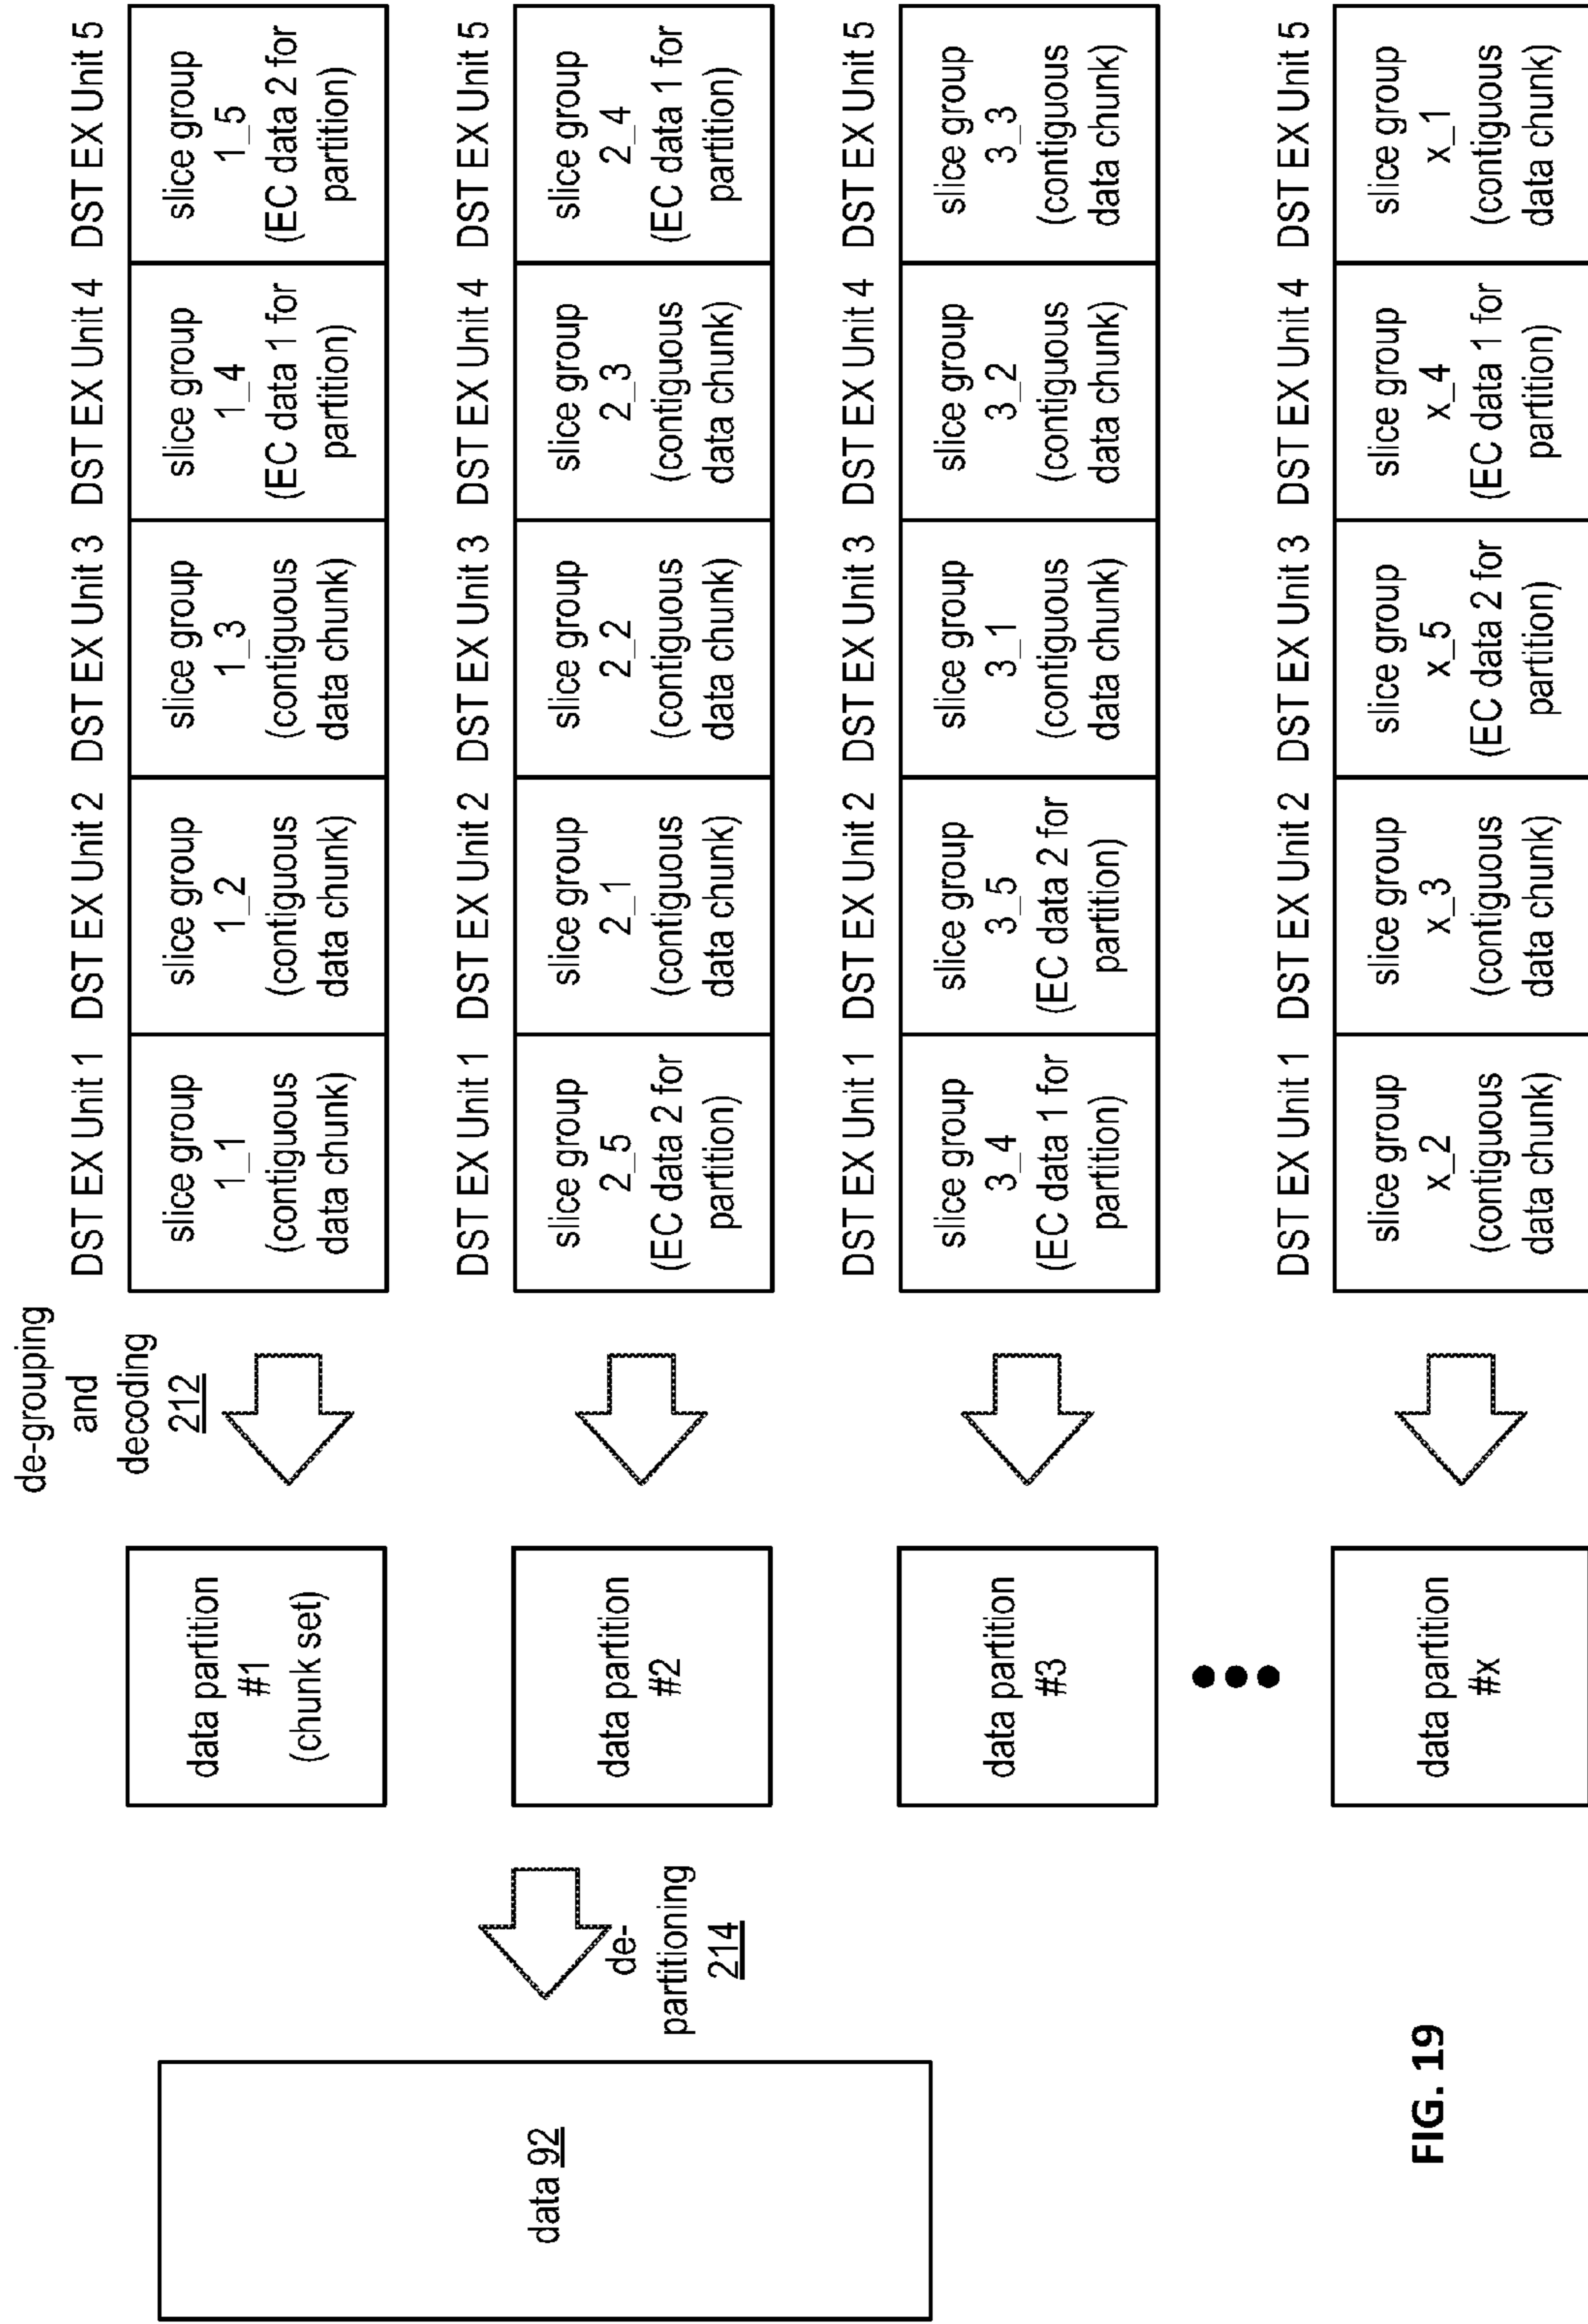 de-grouping
and
decoding
212
DST EX Unit 1 DST EX Unit 2 DST EX Unit 3 DST EX Unit 4 DST EX Unit 5
data partition
#1
(chunk set)
slice group
1_1
(contiguous
data chunk)
slice group
1_2
(contiguous
data chunk)
slice group
1_3
(contiguous
data chunk)
slice group
1_4
(EC data 1 for
partition)
slice group
1_5
(EC data 2 for
partition)
data 92
de-
partitioning
214
DST EX Unit 1 DST EX Unit 2 DST EX Unit 3 DST EX Unit 4 DST EX Unit 5
data partition
#2
slice group
2_5
(EC data 2 for
partition)
slice group
2_1
(contiguous
data chunk)
slice group
2_2
(contiguous
data chunk)
slice group
2_3
(contiguous
data chunk)
slice group
2_4
(EC data 1 for
partition)
DST EX Unit 1 DST EX Unit 2 DST EX Unit 3 DST EX Unit 4 DST EX Unit 5
data partition
#3
slice group
3_4
(EC data 1 for
partition)
slice group
3_5
(EC data 2 for
partition)
slice group
3_1
(contiguous
data chunk)
slice group
3_2
(contiguous
data chunk)
slice group
3_3
(contiguous
data chunk)
DST EX Unit 1 DST EX Unit 2 DST EX Unit 3 DST EX Unit 4 DST EX Unit 5
data partition
#x
slice group
x_2
(contiguous
data chunk)
slice group
x_3
(contiguous
data chunk)
slice group
x_5
(EC data 2 for
partition)
slice group
x_4
(EC data 1 for
partition)
slice group
x_1
(contiguous
data chunk)
FIG. 19